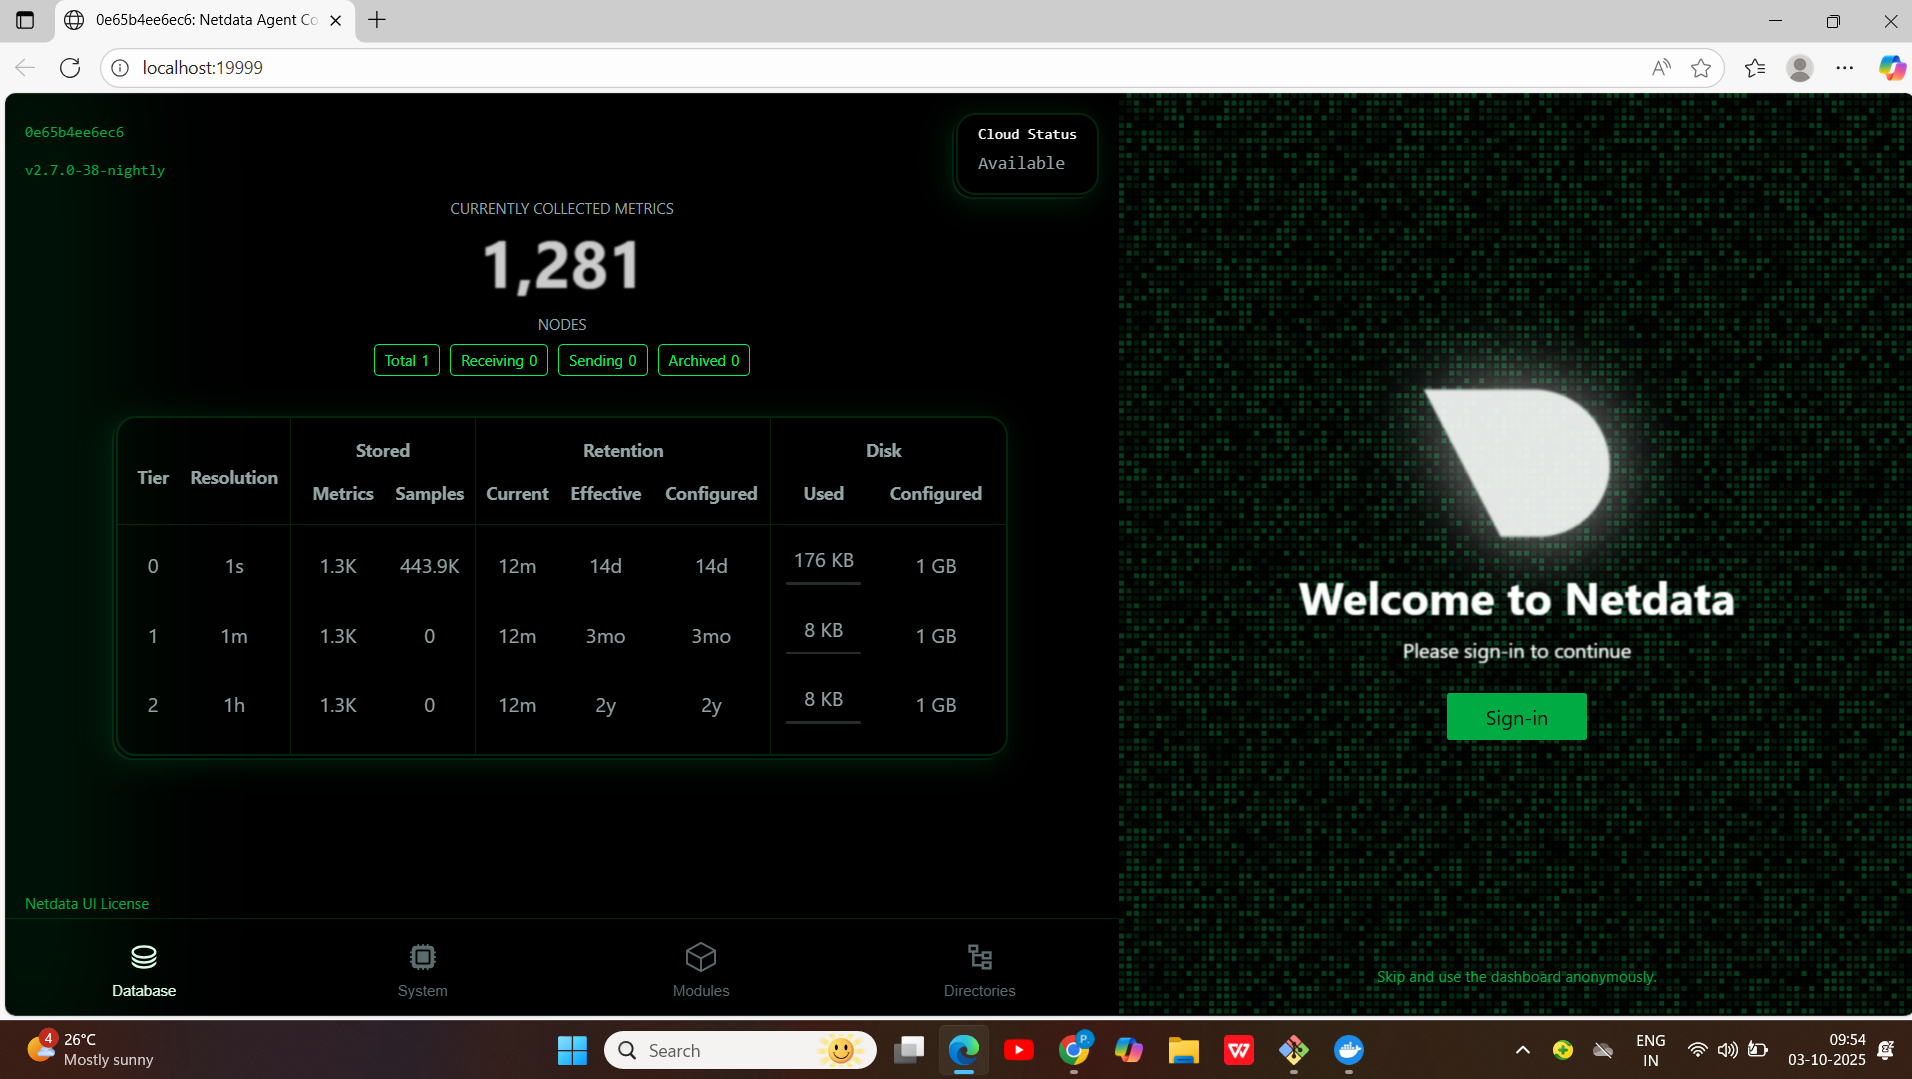 0e65b4ee6ec6: Netdata Agent Co
localhost:19999
0e65b4ee6ec6
v2.7.0-38-nightly
Cloud Status
Available
CURRENTLY COLLECTED METRICS
1,281
NODES
Total 1 Receiving 0 Sending 0 Archived 0
Stored Retention Disk
Tier Resolution Metrics Samples Current Effective Configured Used Configured
0 1s 1.3K 443.9K 12m 14d 14d 176 KB 1 GB
1 1m 1.3K 0 12m 3mo 3mo 8 KB 1 GB
2 1h 1.3K 0 12m 2y 2y 8 KB 1 GB
Netdata UI License
Database System Modules Directories
Welcome to Netdata
Please sign-in to continue
Sign-in
Skip and use the dashboard anonymously.
4
26°C
Mostly sunny
Search
P.
W
ENG
IN
09:54
03-10-2025